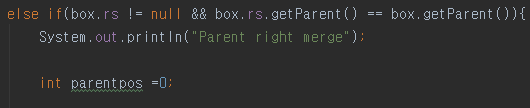 else if(box.rs != null && box.rs.getParent() == box.getParent()){
System.out.println("Parent right merge");
int parentpos =0;